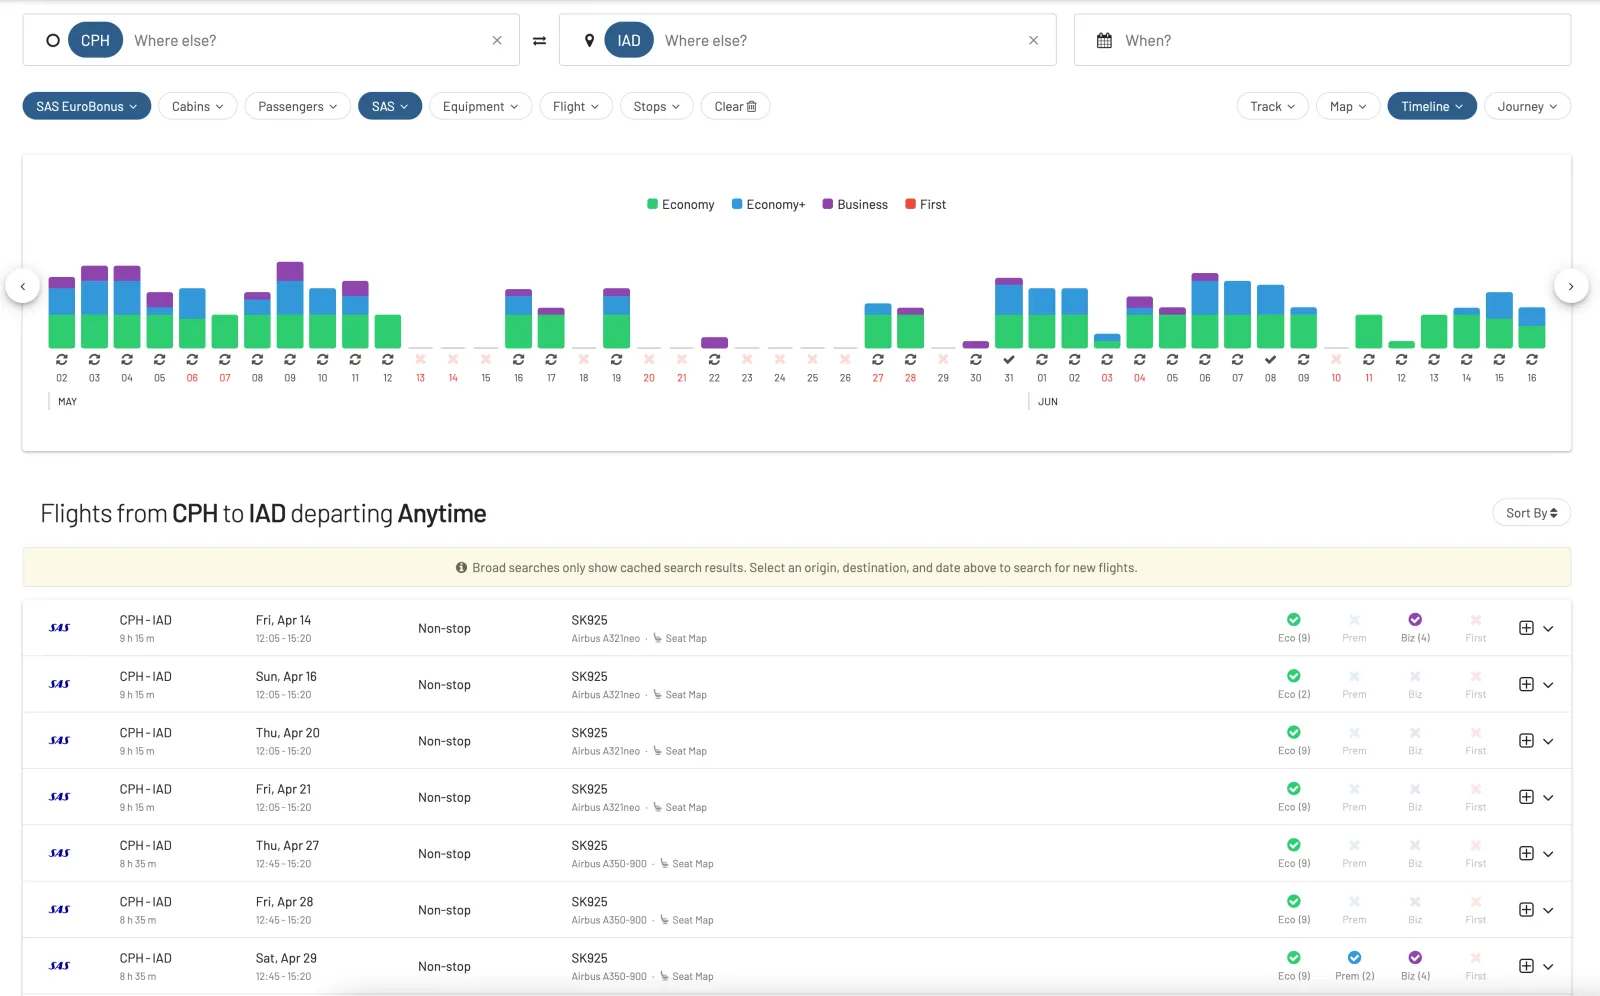 CPH Where else? IAD Where else? When?
SAS EuroBonus Cabins Passengers SAS Equipment Flight Stops Clear Track Map Timeline Journey
Economy Economy+ Business First
02 03 04 05 06 07 08 09 10 11 12 13 14 15 16 17 18 19 20 21 22 23 24 25 26 27 28 29 30 31 01 02 03 04 05 06 07 08 09 10 11 12 13 14 15 16
MAY JUN
Flights from CPH to IAD departing Anytime
Sort By
Broad searches only show cached search results. Select an origin, destination, and date above to search for new flights.
SAS CPH-IAD Fri, Apr 14 Non-stop SK925
9 h 15 m 12:05 - 15:20 Airbus A321neo · Seat Map Eco (9) Prem Biz (4) First
SAS CPH-IAD Sun, Apr 16 Non-stop SK925
9 h 15 m 12:05 - 15:20 Airbus A321neo · Seat Map Eco (2) Prem Biz First
SAS CPH-IAD Thu, Apr 20 Non-stop SK925
9 h 15 m 12:05 - 15:20 Airbus A321neo · Seat Map Eco (9) Prem Biz First
SAS CPH-IAD Fri, Apr 21 Non-stop SK925
9 h 15 m 12:05 - 15:20 Airbus A321neo · Seat Map Eco (9) Prem Biz First
SAS CPH-IAD Thu, Apr 27 Non-stop SK925
8 h 35 m 12:45 - 15:20 Airbus A350-900 · Seat Map Eco (9) Prem Biz First
SAS CPH-IAD Fri, Apr 28 Non-stop SK925
8 h 35 m 12:45 - 15:20 Airbus A350-900 · Seat Map Eco (9) Prem Biz First
SAS CPH-IAD Sat, Apr 29 Non-stop SK925
8 h 35 m 12:45 - 15:20 Airbus A350-900 · Seat Map Eco (9) Prem (2) Biz (4) First